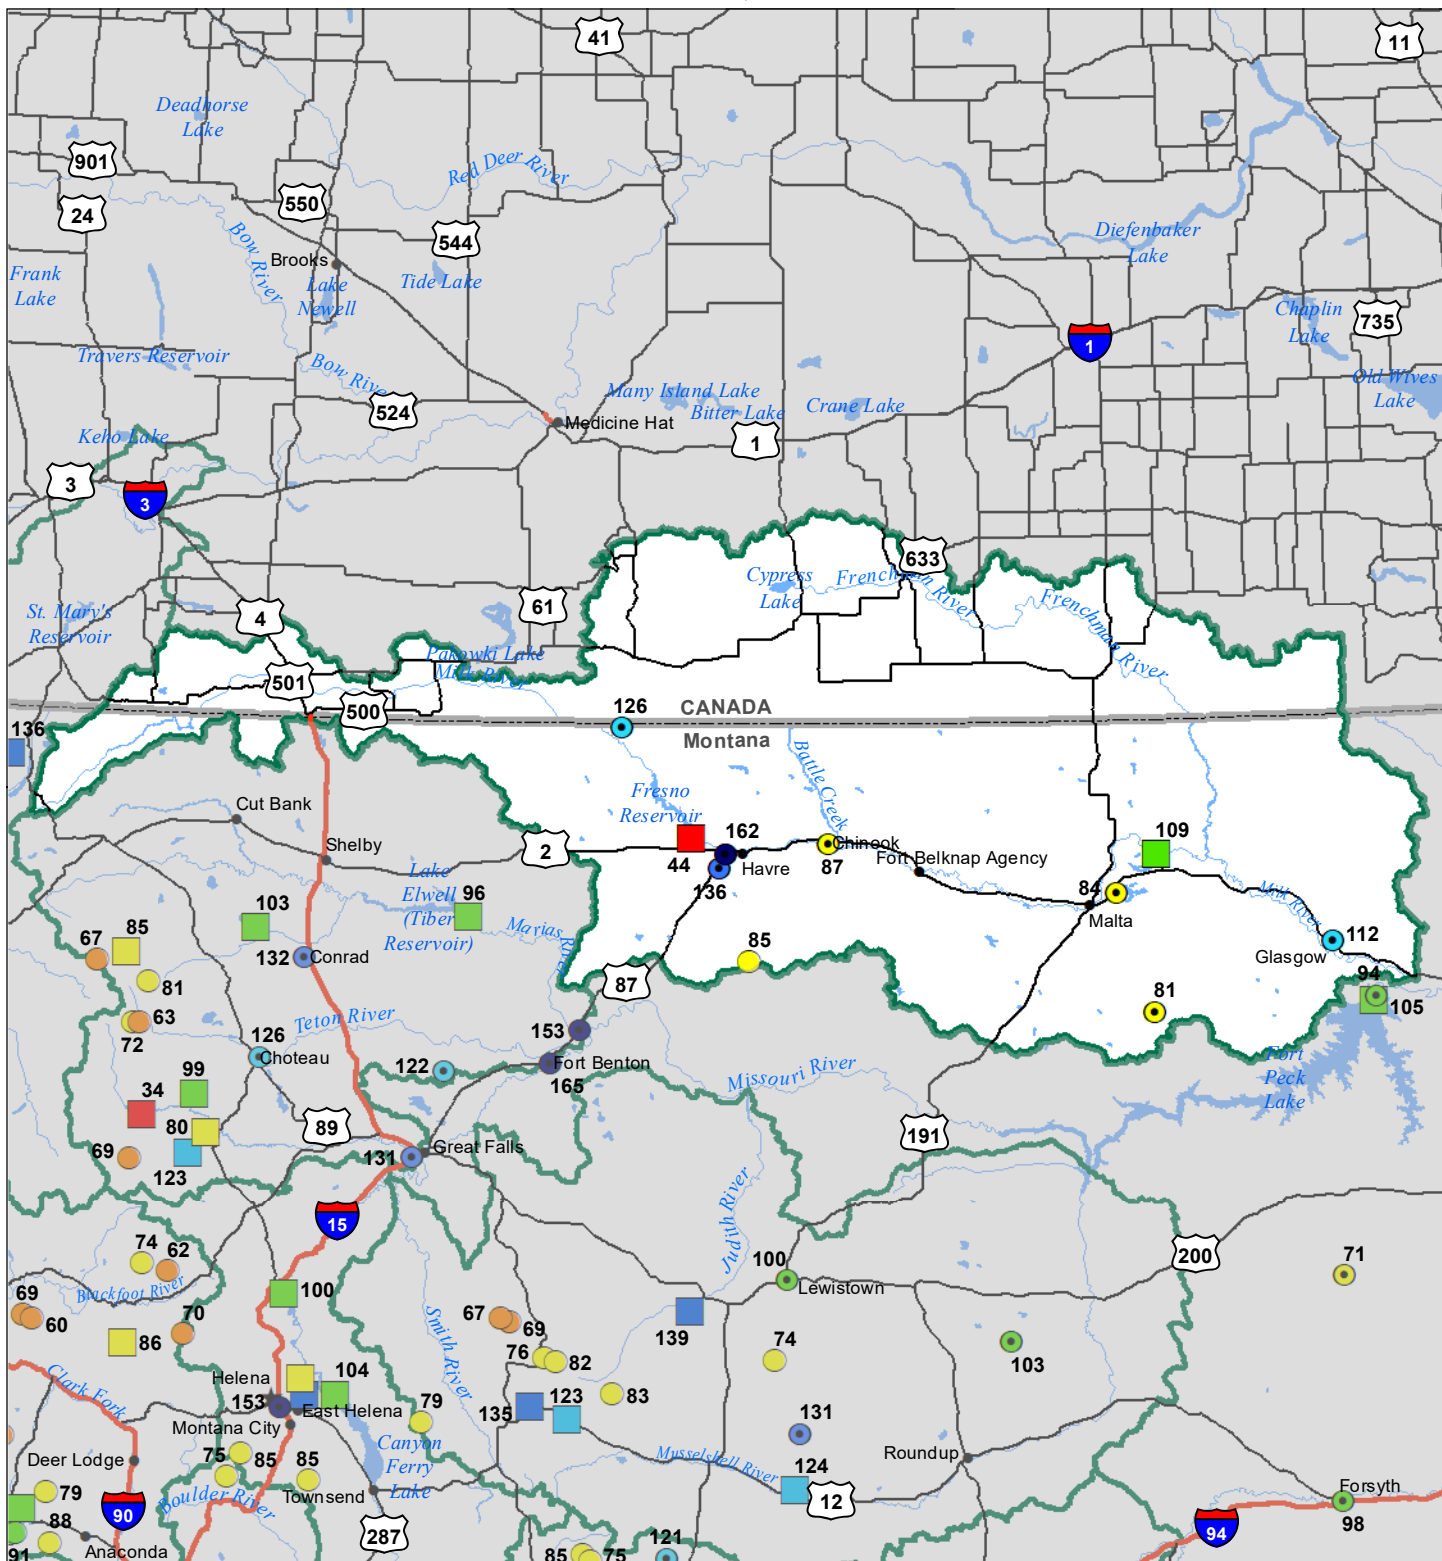 41
11
Deadhorse
Lake
901
Red Deer River
550
24
544
Bow River
Diefenbaker
Lake
Brooks
Frank
Lake
Lake
Newell
Tide Lake
Chaplin
Lake
735
1
Travers Reservoir
Bow River
Many Island Lake
Bitter Lake
Crane Lake
Old Wives
Lake
524
Medicine Hat
Keho Lake
1
3
3
633
Cypress
Lake
Frenchman River
Frenchman River
61
4
St. Mary's
Reservoir
Pakowki Lake
Milk River
501
500
126
CANADA
Montana
136
Battle Creek
Fresno
Reservoir
Cut Bank
162
109
Shelby
2
44
Chinook
Havre
87
Fort Belknap Agency
136
Lake
Elwell
(Tiber
Reservoir)
96
84
Malta
Milk River
103
Marias River
85
67
132
Conrad
85
112
Glasgow
81
87
94
105
63
72
81
Teton River
153
126
Choteau
122
Fort Benton
165
Missouri River
Fort
Peck
Lake
99
34
80
89
191
69
123
131
Great Falls
Judith River
15
74
62
200
100
71
Blackfoot River
Lewistown
69
60
70
100
Smith River
67
69
139
86
76
82
74
103
Clark Fork
Helena
104
83
153
East Helena
135
123
79
Montana City
131
Canyon
Ferry
Lake
Deer Lodge
75
85
85
Musselshell River
Roundup
124
79
Townsend
12
Forsyth
90
Boulder River
98
88
287
94
91
Anaconda
85
75
121